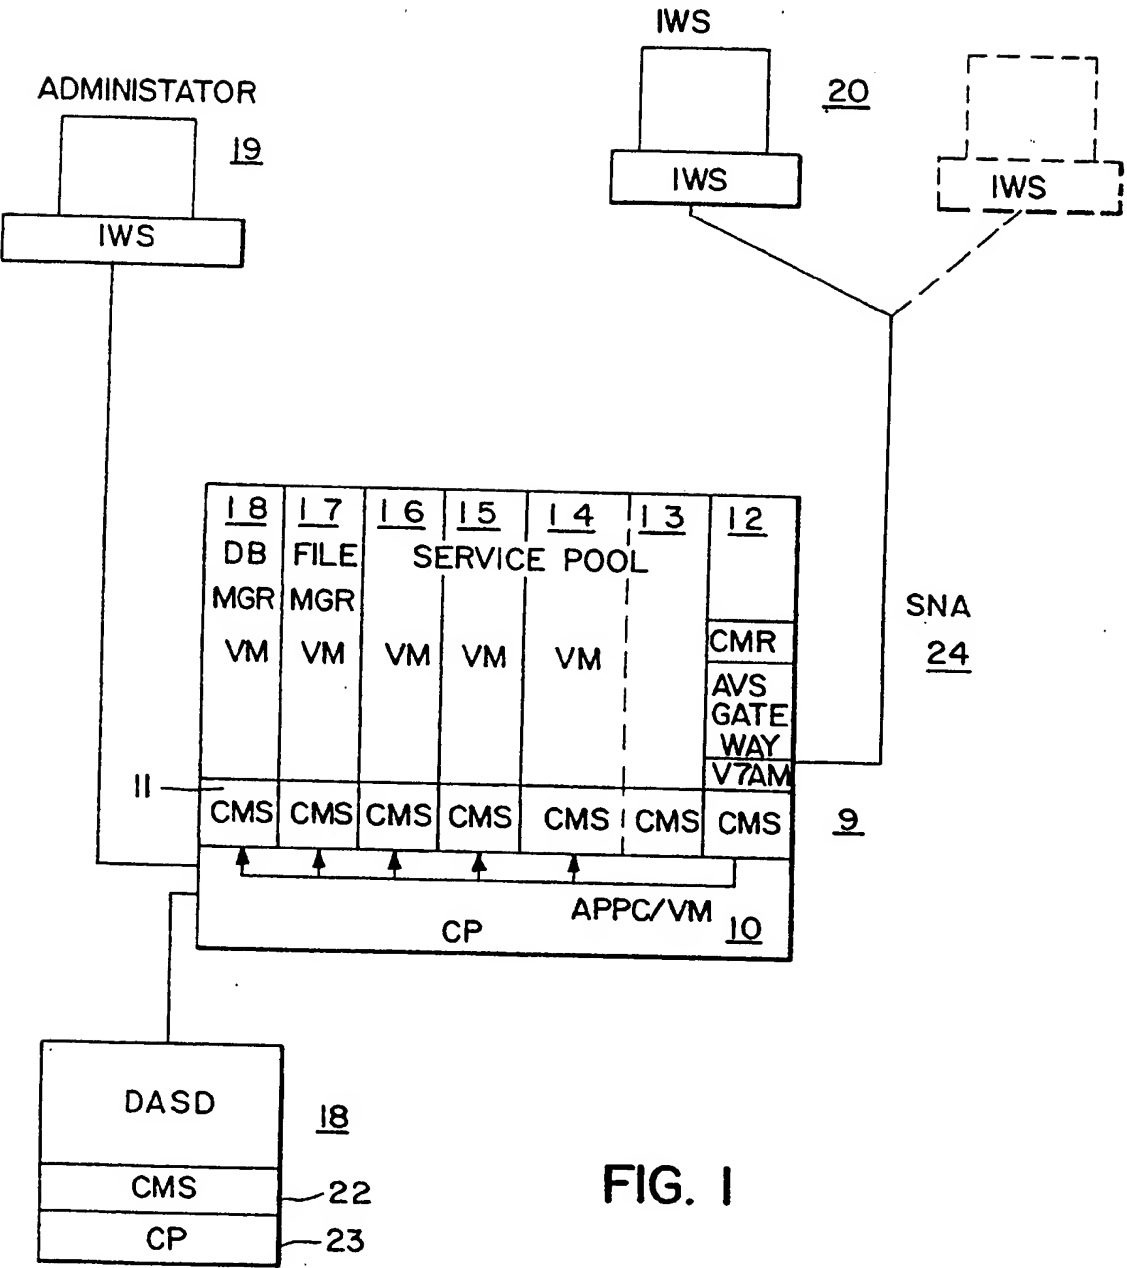 IWS
ADMINISTATOR
20
19
IWS
IWS
IWS
18 17 16 15 14 13 12
DB FILE SERVICE POOL
MGR MGR
SNA
VM VM VM VM VM
CMR
24
AVS
GATE
WAY
V7AM
11
CMS CMS CMS CMS CMS CMS CMS
9
APPC/VM
CP
10
DASD
18
CMS
22
CP
23
FIG. 1